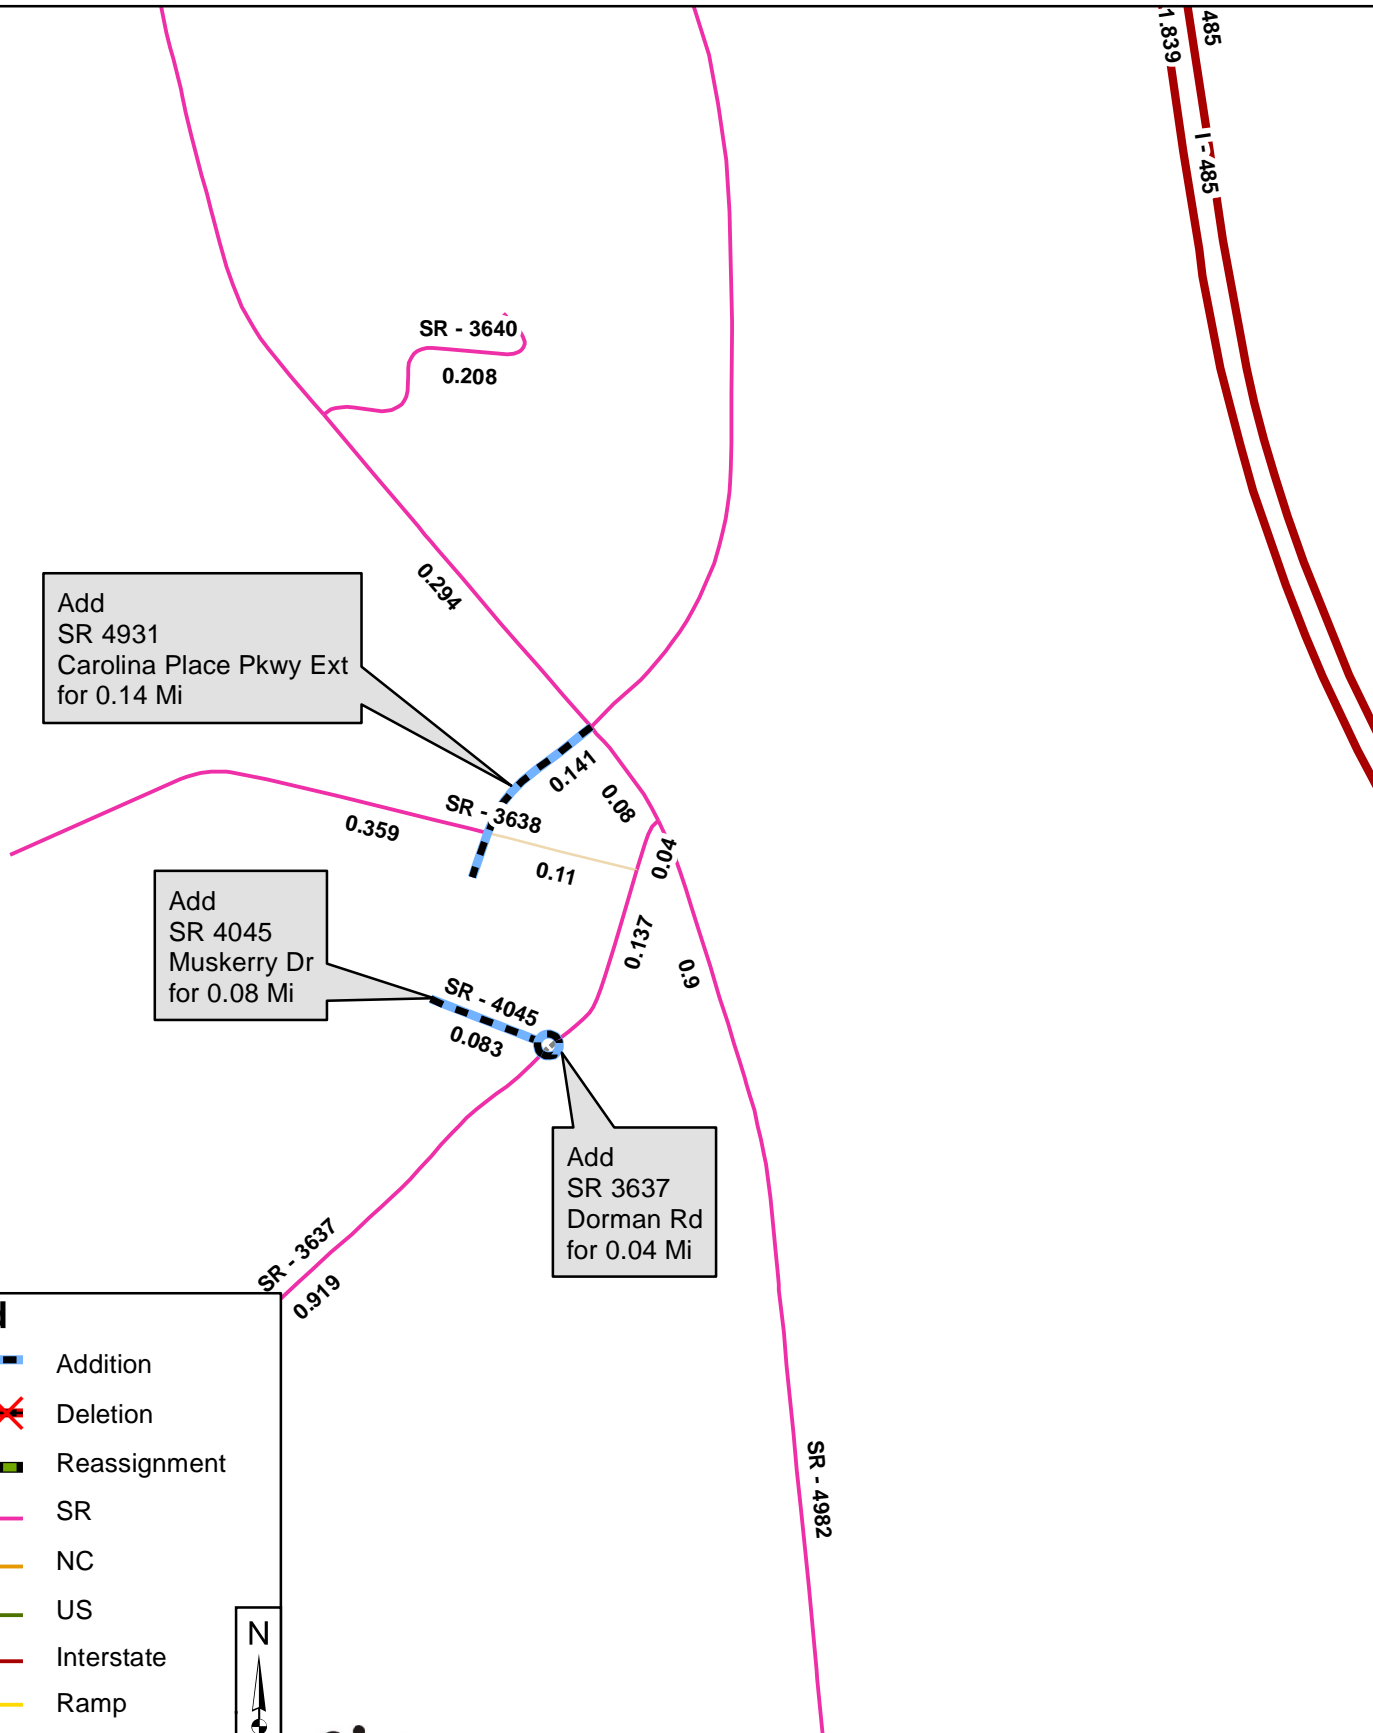 1.839
485
I - 485
SR - 3640
0.208
0.294
Add
SR 4931
Carolina Place Pkwy Ext
for 0.14 Mi
0.141
0.08
SR - 3638
0.359
0.11
0.04
Add
SR 4045
Muskerry Dr
for 0.08 Mi
0.137
0.9
SR - 4045
0.083
Add
SR 3637
Dorman Rd
for 0.04 Mi
SR - 3637
0.919
Addition
Deletion
Reassignment
SR
NC
US
Interstate
Ramp
N
SR - 4982